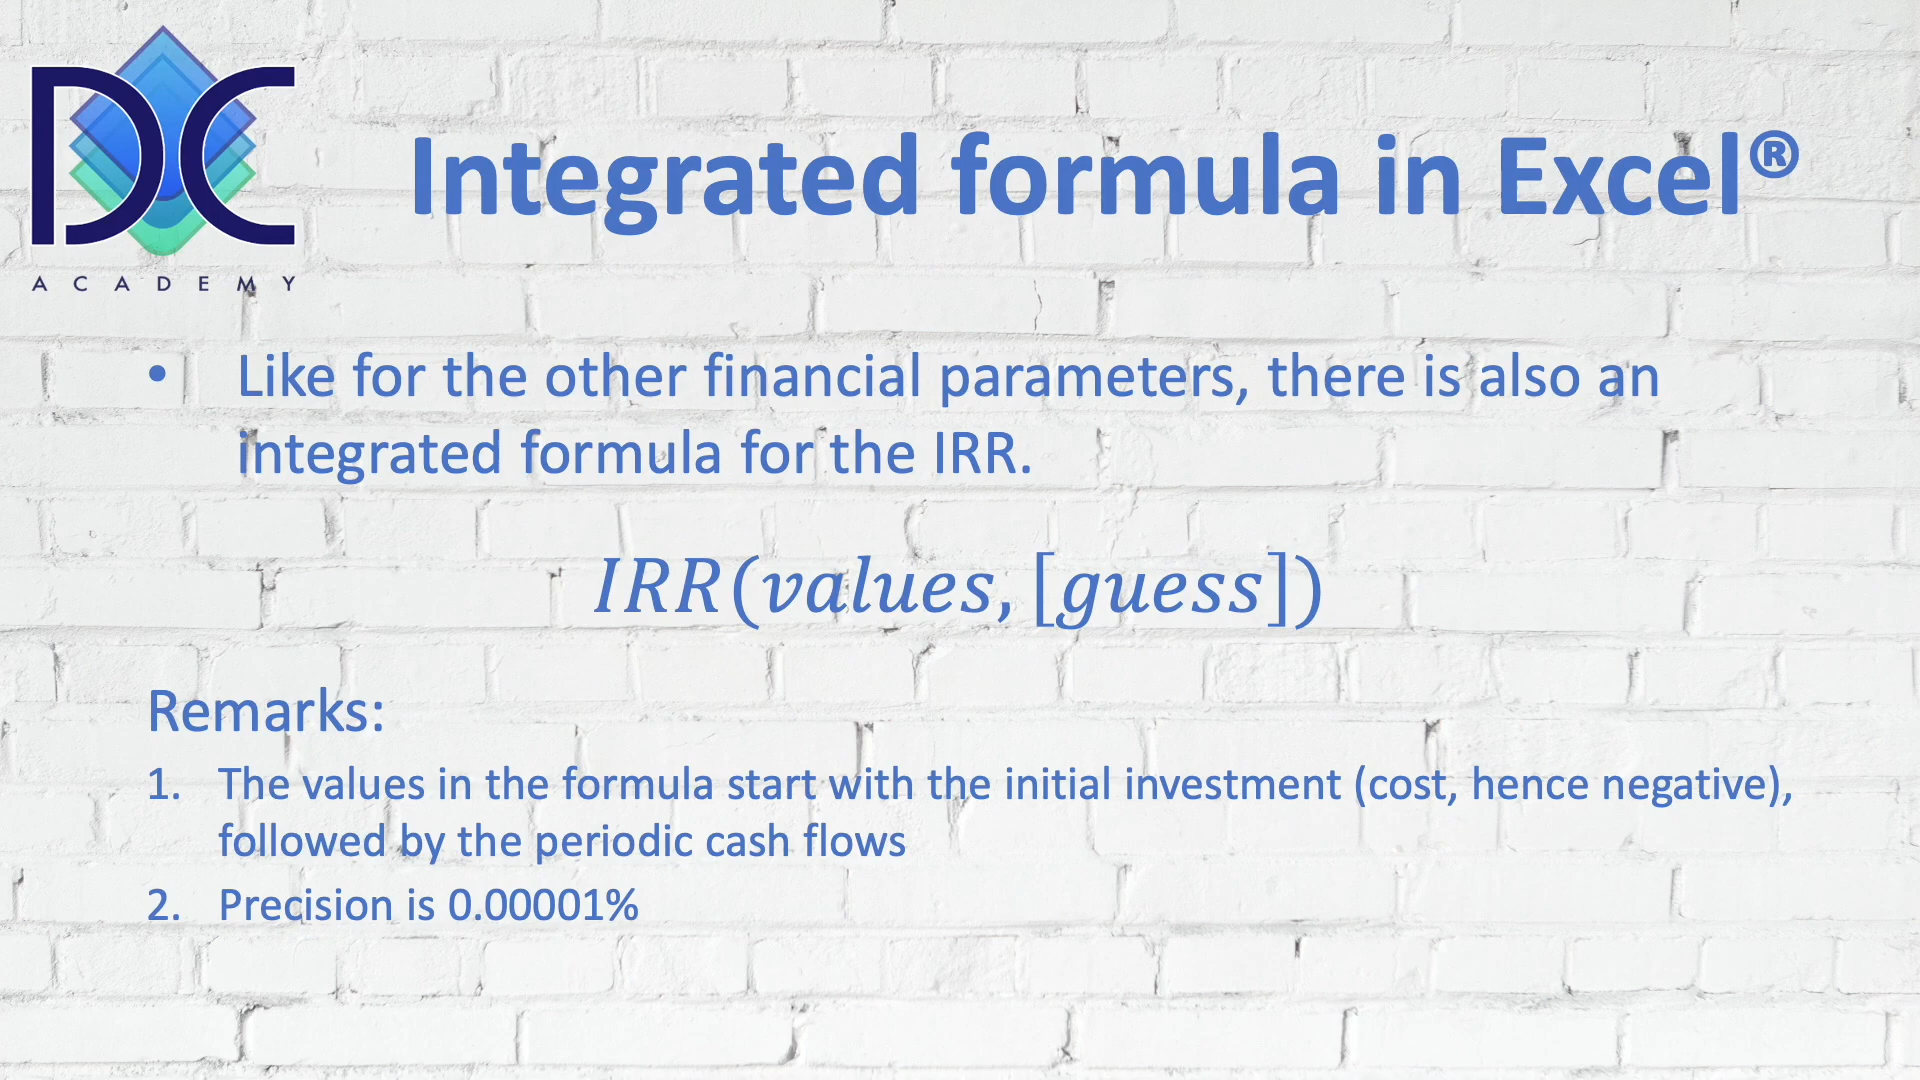 DC
ACADEMY
Integrated formula in Excel®
• Like for the other financial parameters, there is also an
integrated formula for the IRR.
IRR(values, [guess])
Remarks:
1. The values in the formula start with the initial investment (cost, hence negative),
followed by the periodic cash flows
2. Precision is 0.00001%